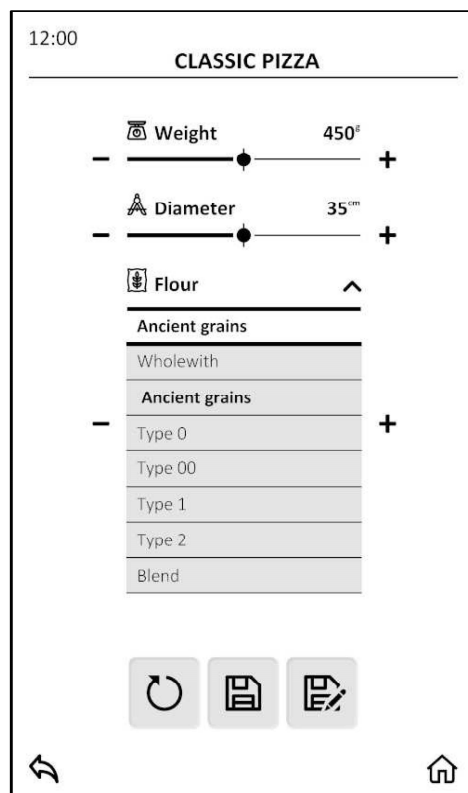 12:00
CLASSIC PIZZA
Weight 450g
− +
Diameter 35cm
− +
Flour
Ancient grains
Wholewith
Ancient grains
− +
Type 0
Type 00
Type 1
Type 2
Blend